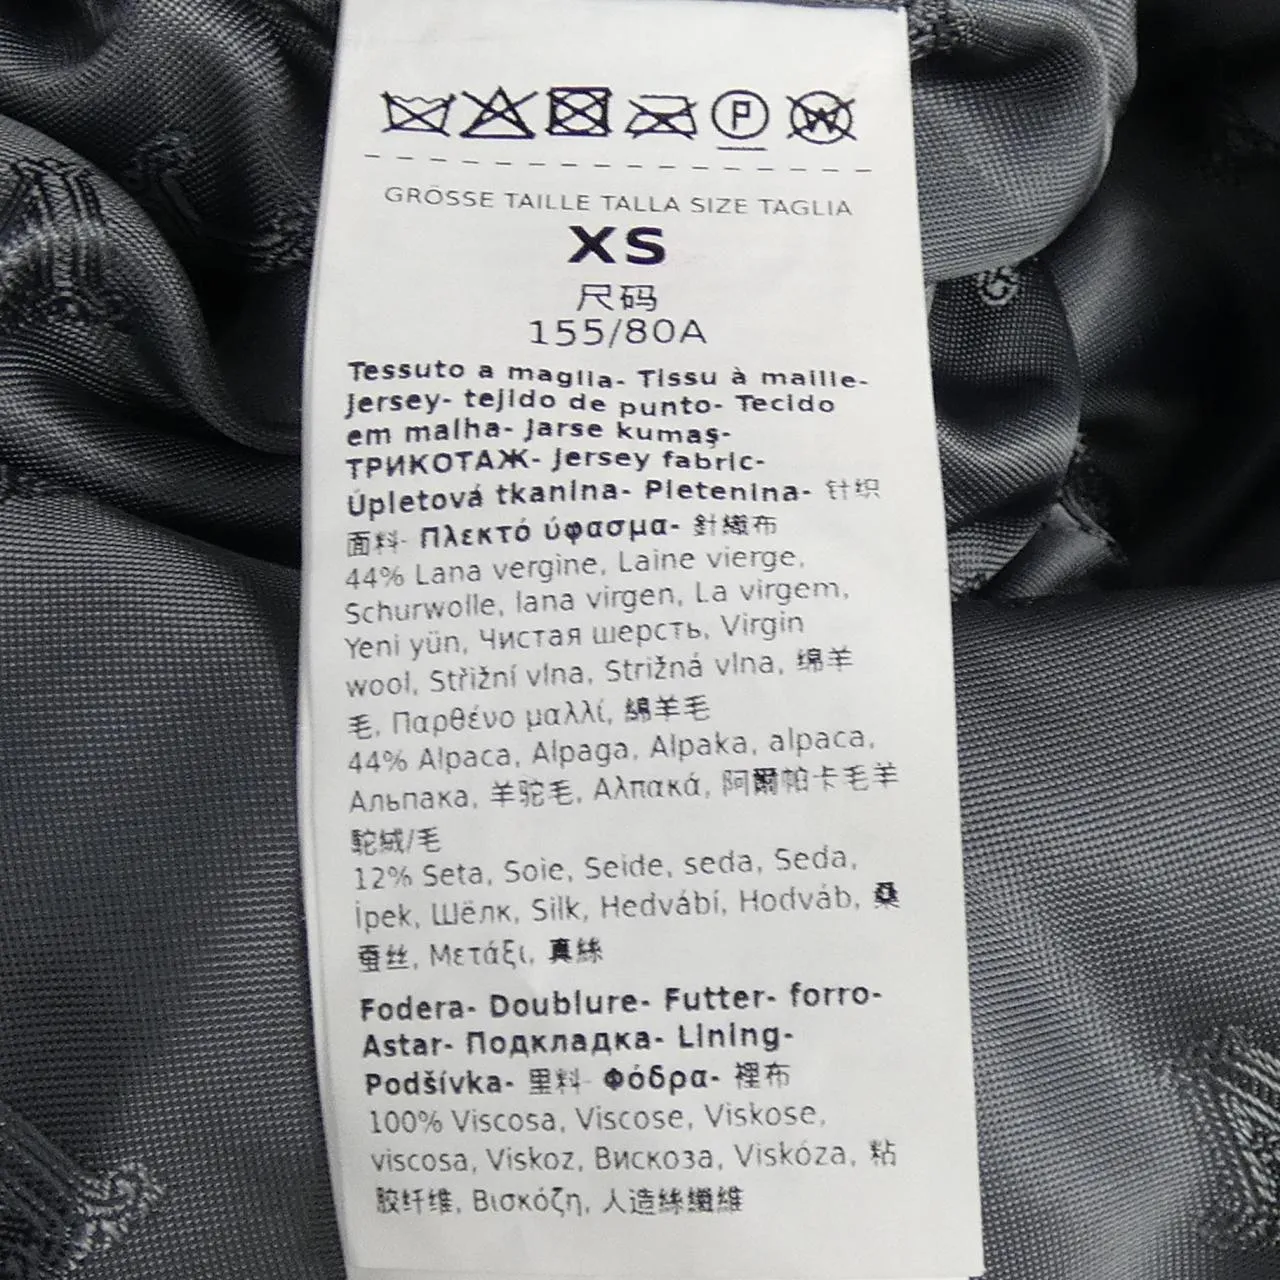 P W
GRÖSSE TAILLE TALLA SIZE TAGLIA
XS
尺码
155/80A
Tessuto a maglia- Tissu à maille-
Jersey- tejido de punto- Tecido
em malha- Jarse kumaş-
ТРИКОТАЖ- Jersey fabric-
Úpletová tkanina- Pletenina- 针织
面料- Πλεκτό ύφασμα- 針織布
44% Lana vergine, Laine vierge,
Schurwolle, lana virgen, La virgem,
Yeni yün, Чистая шерсть, Virgin
wool, Střižní vlna, Strižná vlna, 绵羊
毛, Παρθένο μαλλί, 綿羊毛
44% Alpaca, Alpaga, Alpaka, alpaca,
Альпака, 羊驼毛, Αλπακά, 阿爾帕卡毛羊
駝絨/毛
12% Seta, Soie, Seide, seda, Seda,
İpek, Шёлк, Silk, Hedvábí, Hodváb, 桑
蚕丝, Μετάξι, 真絲
Fodera- Doublure- Futter- forro-
Astar- Подкладка- Lining-
Podšívka- 里料- Φόδρα- 裡布
100% Viscosa, Viscose, Viskose,
viscosa, Viskoz, Вискоза, Viskóza, 粘
胶纤维, Βισκόζη, 人造絲纖維